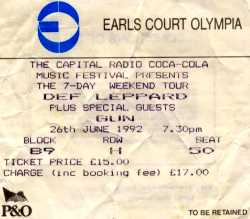 EARLS COURT OLYMPIA
THE CAPITAL RADIO COCA-COLA
MUSIC FESTIVAL PRESENTS
THE 7-DAY WEEKEND TOUR
DEF LEPPARD
PLUS SPECIAL GUESTS
GUN
26th JUNE 1992 7.30pm
BLOCK ROW SEAT
B9 H 50
TICKET PRICE £15.00
CHARGE (inc booking fee) £17.00
P&O
TO BE RETAINED